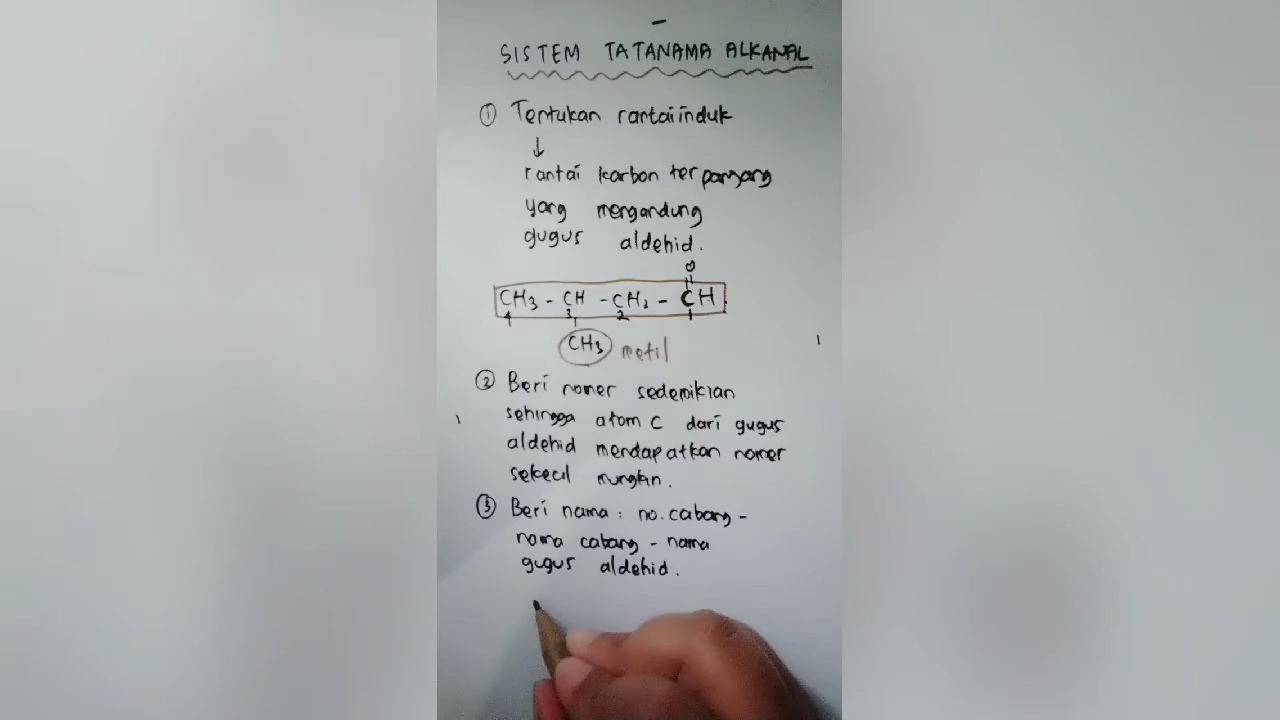 SISTEM TATANAMA ALKANAL
① Tentukan rantai induk
↓
rantai karbon terpanjang
yang mengandung
gugus aldehid.
O
CH3 - CH - CH2 - CH
4 3 2 1
CH3 metil
② Beri nomer sedemikian
sehingga atom C dari gugus
aldehid mendapatkan nomer
sekecil mungkin.
③ Beri nama : no. cabang -
nama cabang - nama
gugus aldehid.